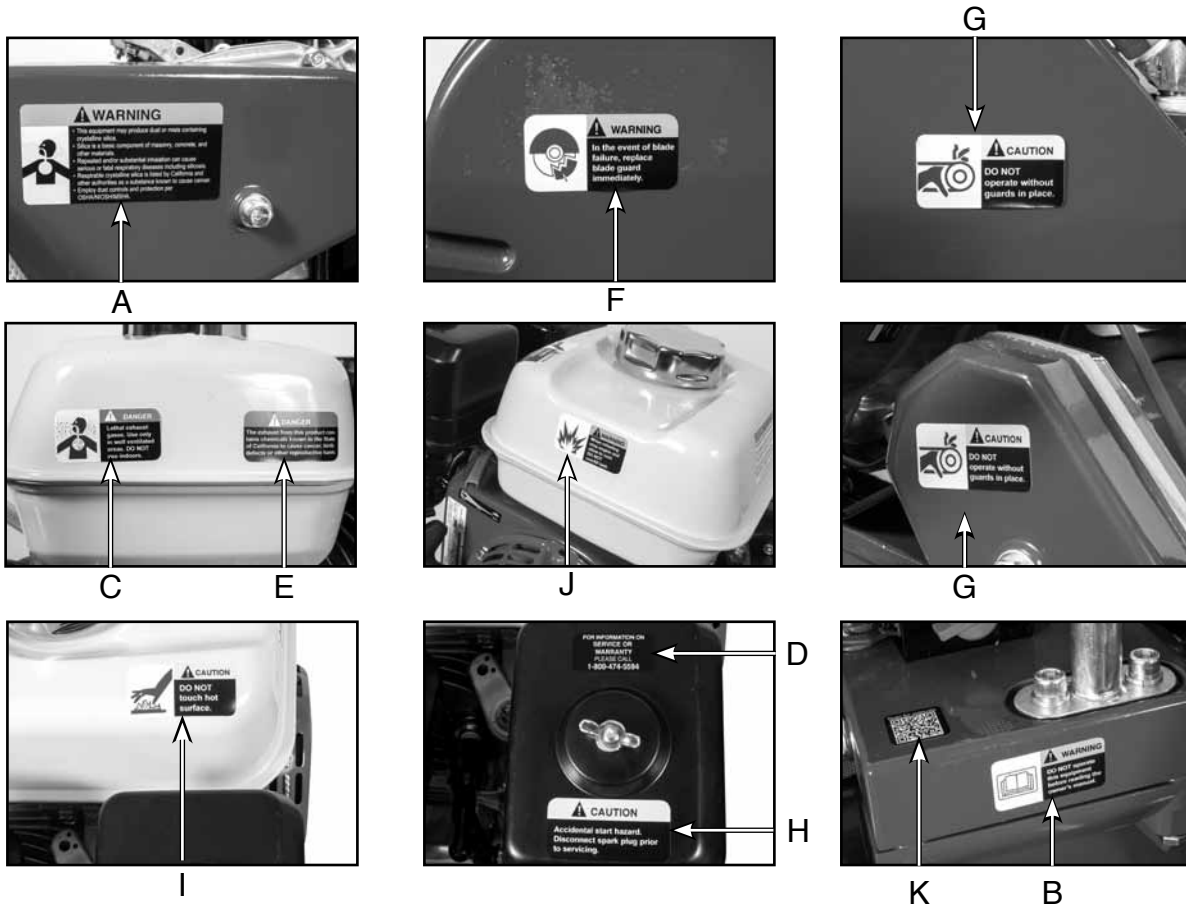 G
WARNING
• This equipment may produce dust or mists containing
crystalline silica.
• Silica is a basic component of masonry, concrete, and
other materials.
• Repeated and/or substantial inhalation can cause
serious or fatal respiratory diseases including silicosis.
• Respirable crystalline silica is listed by California and
other authorities as a substance known to cause cancer.
• Employ dust controls and protection per
OSHA/NIOSH/MSHA.
A
WARNING
In the event of blade
failure, replace
blade guard
immediately.
F
CAUTION
DO NOT
operate without
guards in place.
DANGER
Lethal exhaust
gases. Use only
in well ventilated
areas. DO NOT
run indoors.
C
DANGER
The exhaust from this product con-
tains chemicals known to the State
of California to cause cancer, birth
defects or other reproductive harm.
E
WARNING
J
CAUTION
DO NOT
operate without
guards in place.
G
CAUTION
DO NOT
touch hot
surface.
I
FOR INFORMATION ON
SERVICE OR
WARRANTY
PLEASE CALL
1-800-474-5594
D
CAUTION
Accidental start hazard.
Disconnect spark plug prior
to servicing.
H
WARNING
DO NOT operate
this equipment
before reading the
owner's manual.
K
B